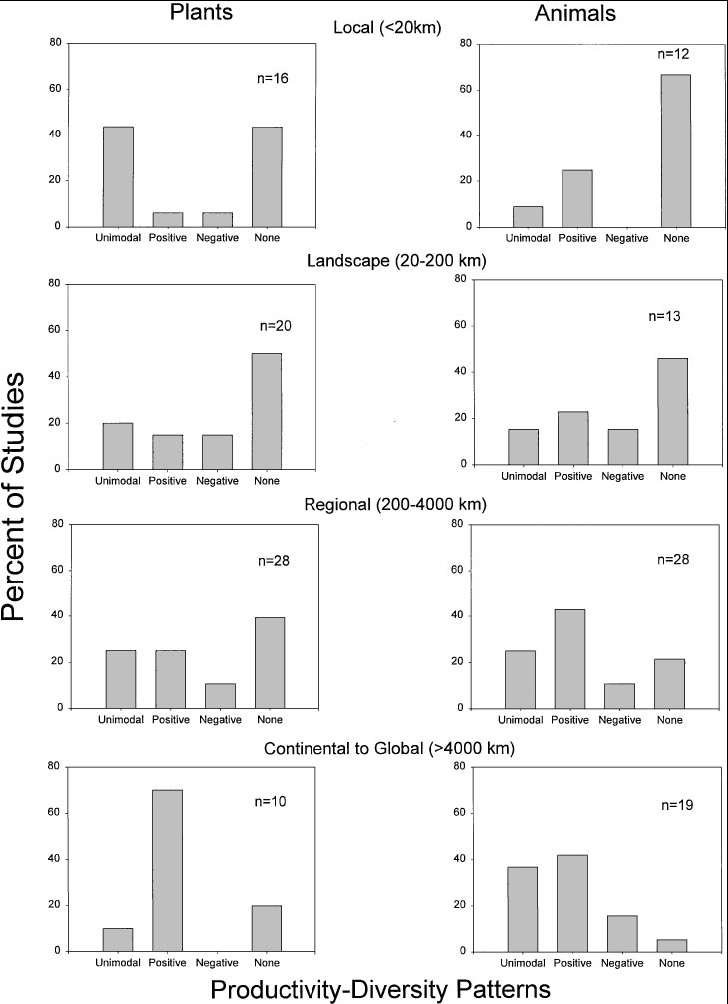 Plants
Animals
Local (<20km)
80
60
40
20
0
n=16
Unimodal Positive Negative None
80
60
40
20
0
n=12
Unimodal Positive Negative None
Landscape (20-200 km)
80
60
40
20
0
n=20
Unimodal Positive Negative None
80
60
40
20
0
n=13
Unimodal Positive Negative None
Percent of Studies
Regional (200-4000 km)
80
60
40
20
0
n=28
Unimodal Positive Negative None
80
60
40
20
0
n=28
Unimodal Positive Negative None
Continental to Global (>4000 km)
80
60
40
20
0
n=10
Unimodal Positive Negative None
80
60
40
20
0
n=19
Unimodal Positive Negative None
Productivity-Diversity Patterns